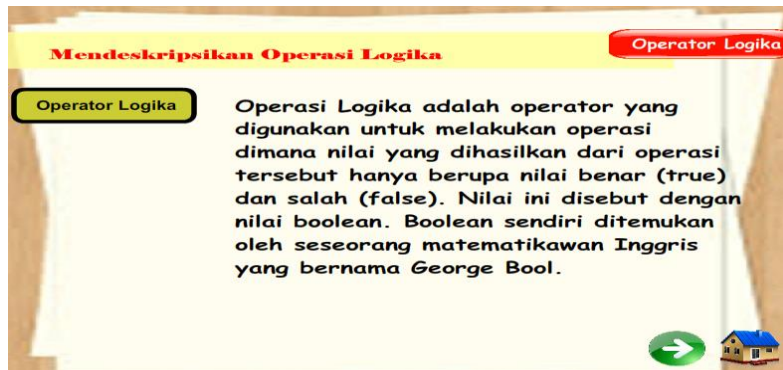 Mendeskripsikan Operasi Logika
Operator Logika
Operator Logika
Operasi Logika adalah operator yang
digunakan untuk melakukan operasi
dimana nilai yang dihasilkan dari operasi
tersebut hanya berupa nilai benar (true)
dan salah (false). Nilai ini disebut dengan
nilai boolean. Boolean sendiri ditemukan
oleh seseorang matematikawan Inggris
yang bernama George Bool.